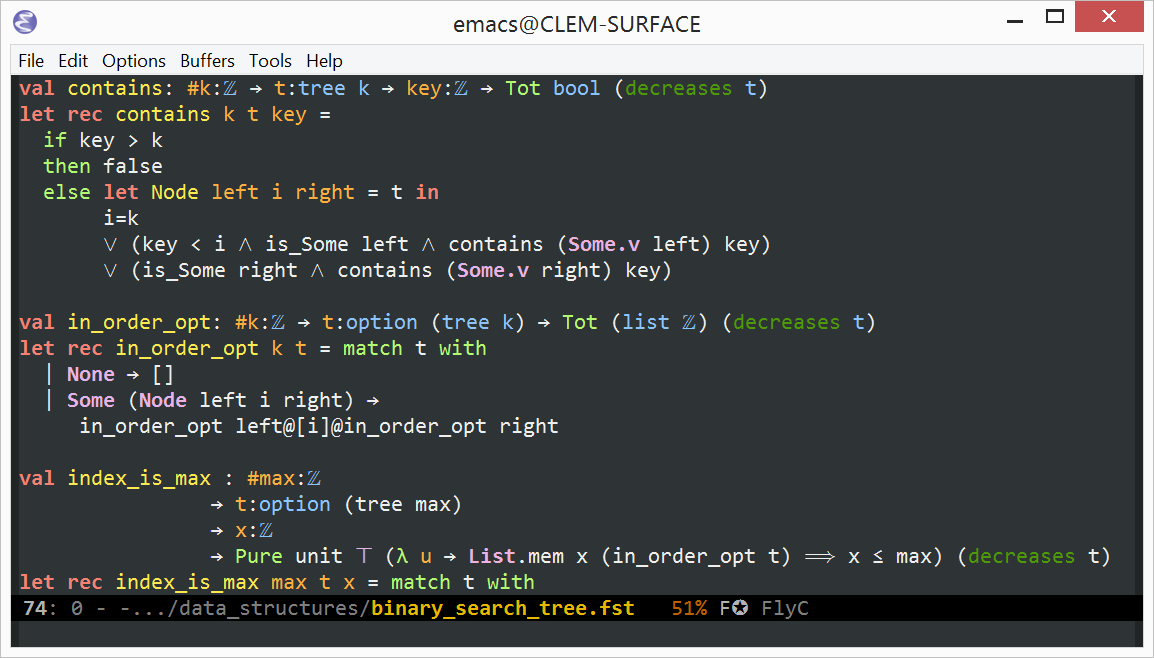 emacs@CLEM-SURFACE
File Edit Options Buffers Tools Help
val contains: #k:ℤ → t:tree k → key:ℤ → Tot bool (decreases t)
let rec contains k t key =
  if key > k
  then false
  else let Node left i right = t in
       i=k
       ∨ (key < i ∧ is_Some left ∧ contains (Some.v left) key)
       ∨ (is_Some right ∧ contains (Some.v right) key)

val in_order_opt: #k:ℤ → t:option (tree k) → Tot (list ℤ) (decreases t)
let rec in_order_opt k t = match t with
  | None → []
  | Some (Node left i right) →
     in_order_opt left@[i]@in_order_opt right

val index_is_max : #max:ℤ
                → t:option (tree max)
                → x:ℤ
                → Pure unit ⊤ (λ u → List.mem x (in_order_opt t) ⟹ x ≤ max) (decreases t)
let rec index_is_max max t x = match t with
74: 0 - -.../data_structures/binary_search_tree.fst   51% F✪ FlyC